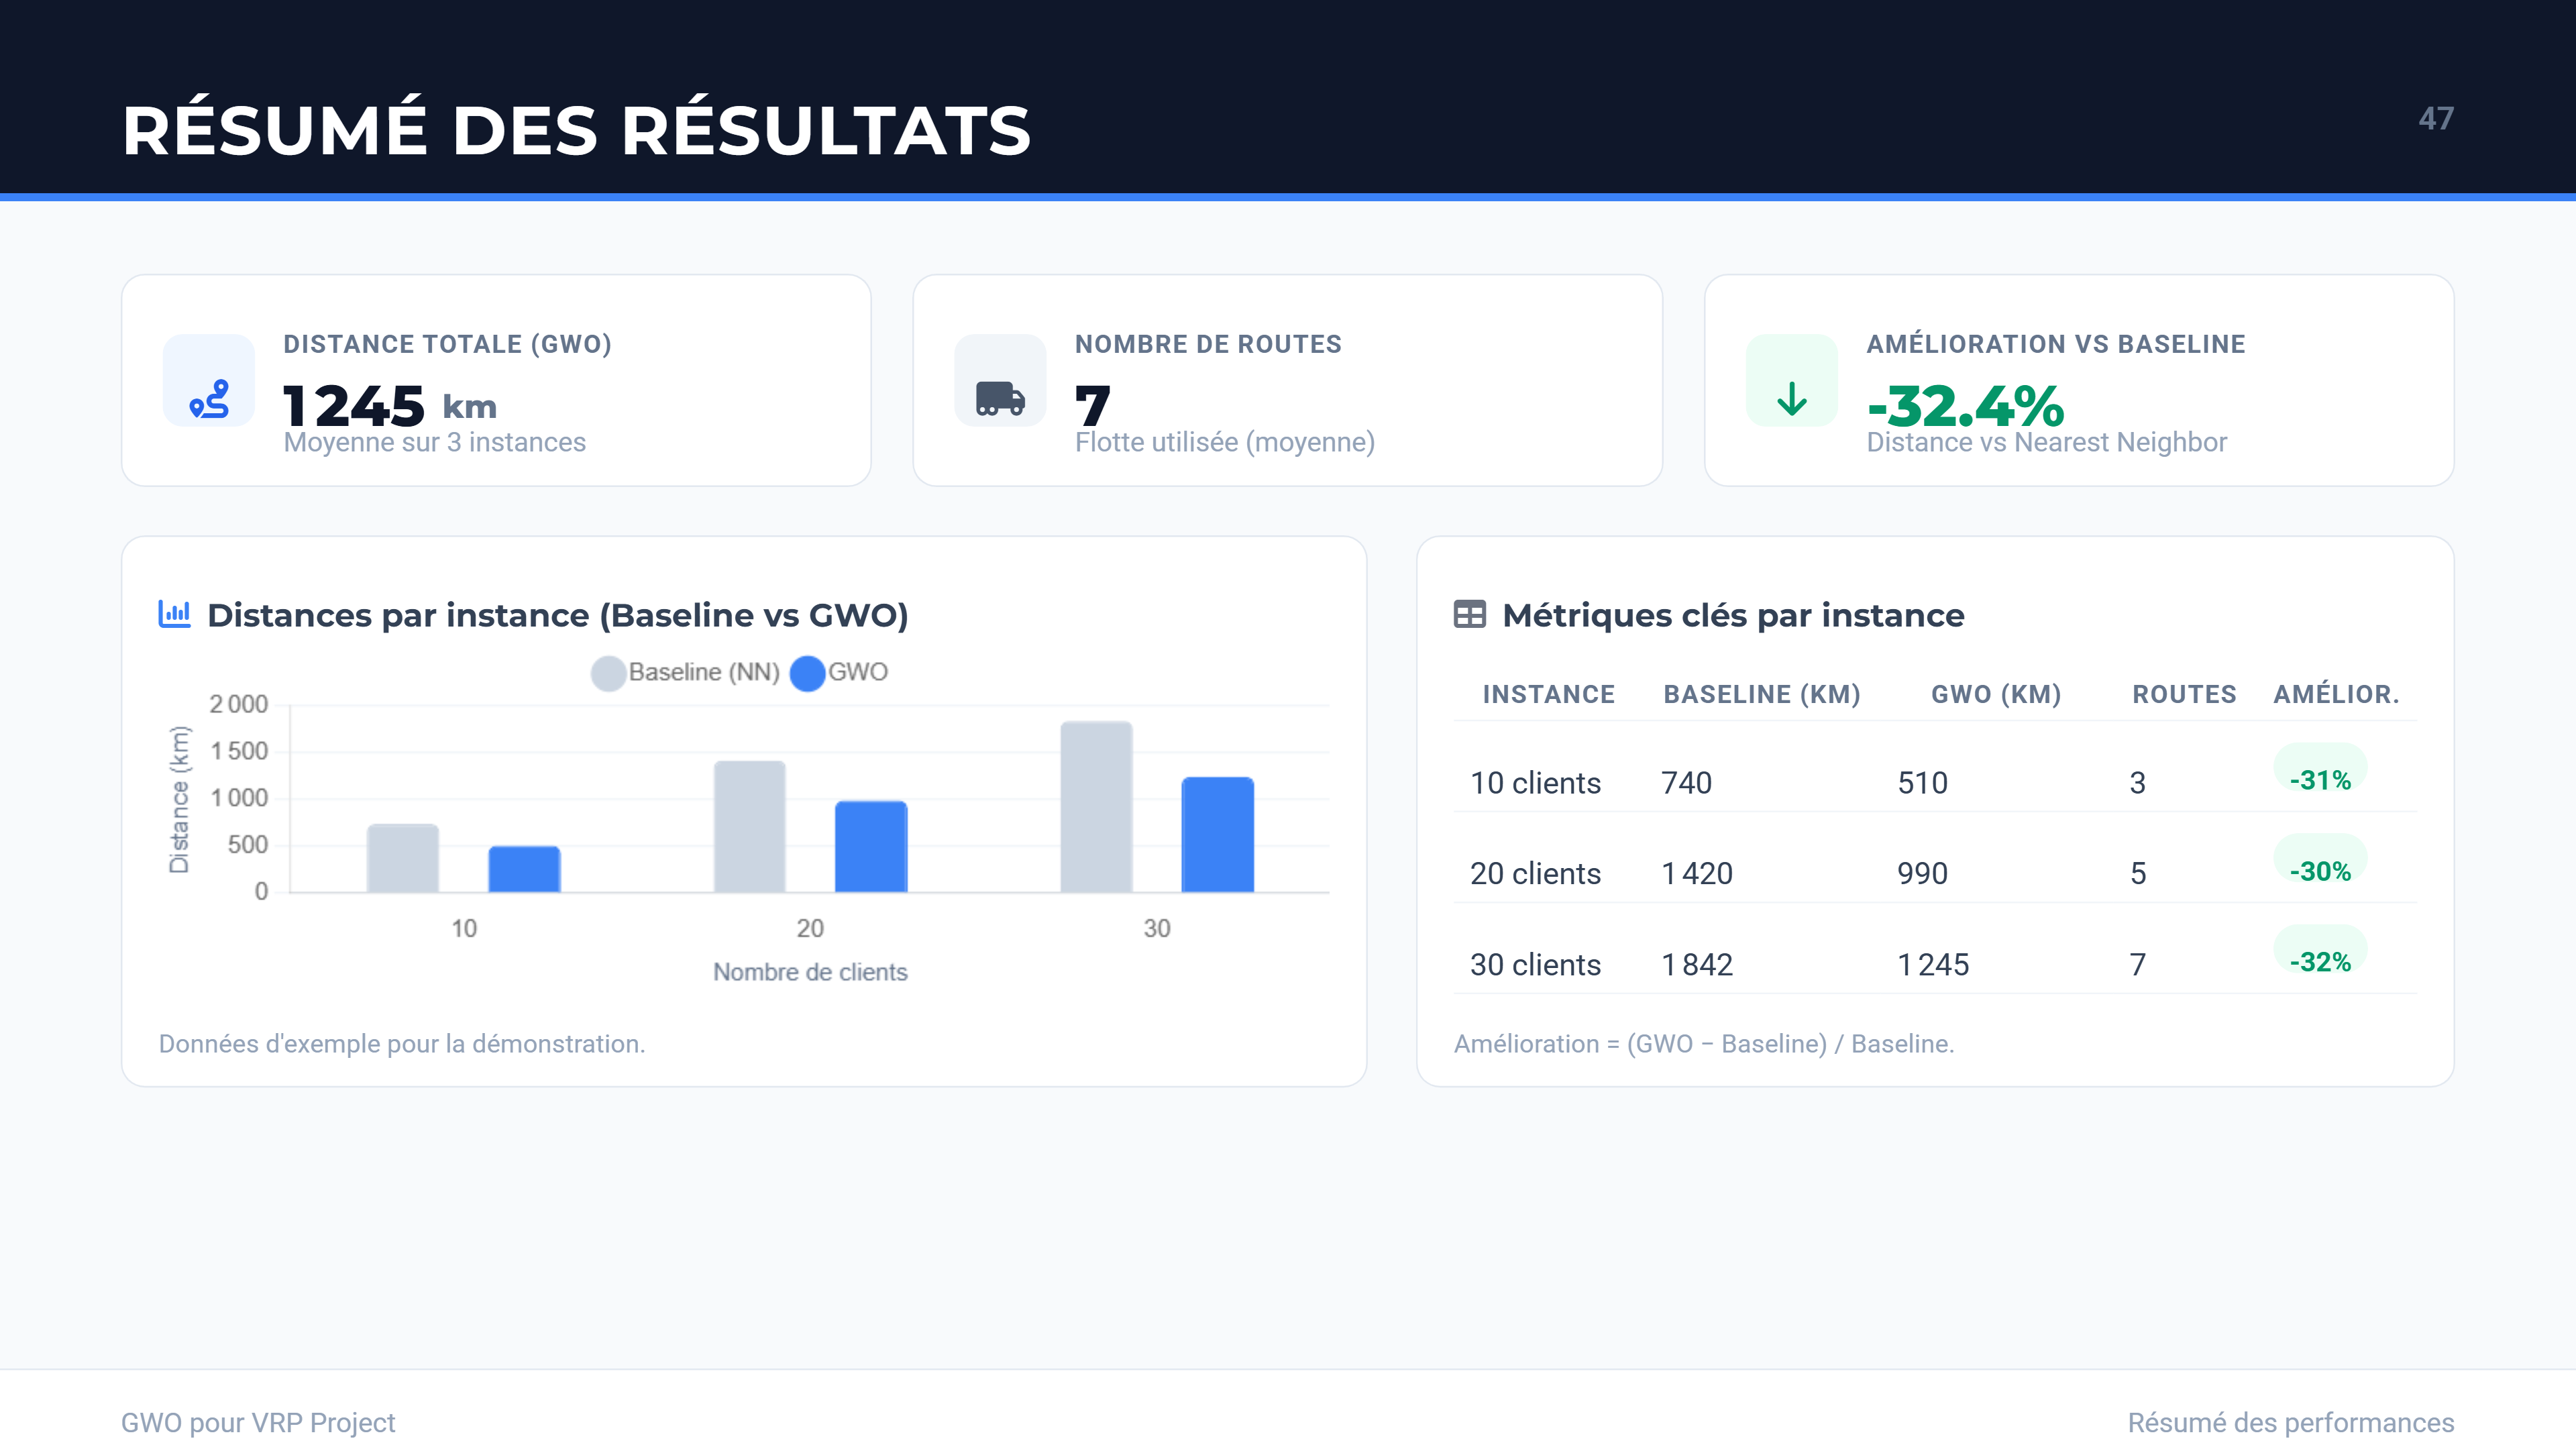 RÉSUMÉ DES RÉSULTATS
47
DISTANCE TOTALE (GWO)
1 245 km
Moyenne sur 3 instances
NOMBRE DE ROUTES
7
Flotte utilisée (moyenne)
AMÉLIORATION VS BASELINE
-32.4%
Distance vs Nearest Neighbor
Distances par instance (Baseline vs GWO)
Baseline (NN) GWO
Distance (km)
2 000
1 500
1 000
500
0
10 20 30
Nombre de clients
Données d'exemple pour la démonstration.
Métriques clés par instance
INSTANCE BASELINE (KM) GWO (KM) ROUTES AMÉLIOR.
10 clients 740 510 3 -31%
20 clients 1 420 990 5 -30%
30 clients 1 842 1 245 7 -32%
Amélioration = (GWO − Baseline) / Baseline.
GWO pour VRP Project
Résumé des performances